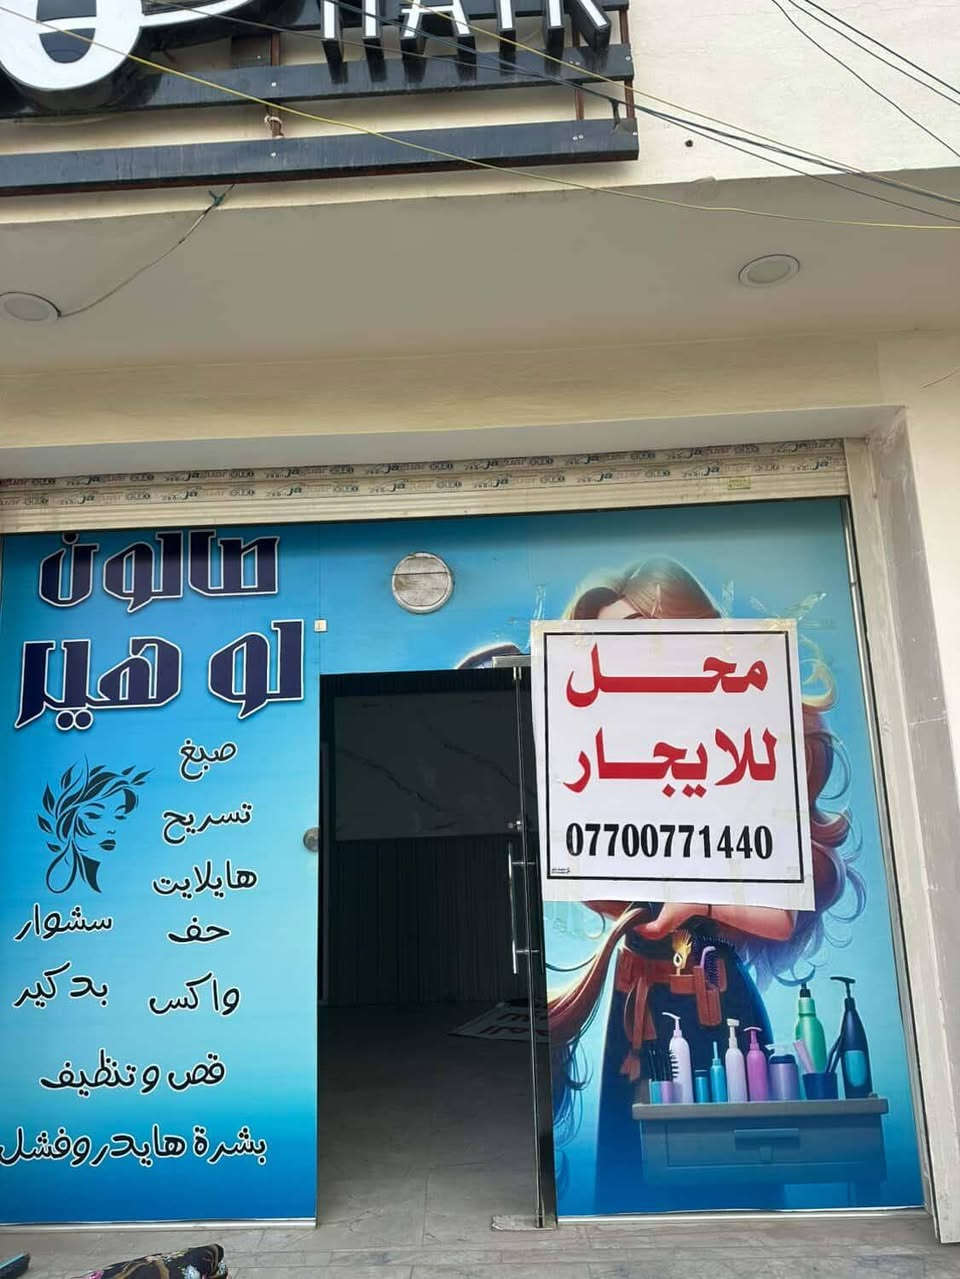 HAIR
صالون
لو هير
صبغ
تسريح
هايلايت
حف
سشوار
واكس
بدكير
قص وتنظيف
بشرة هايدروفشل
محل
للايجار
07700771440